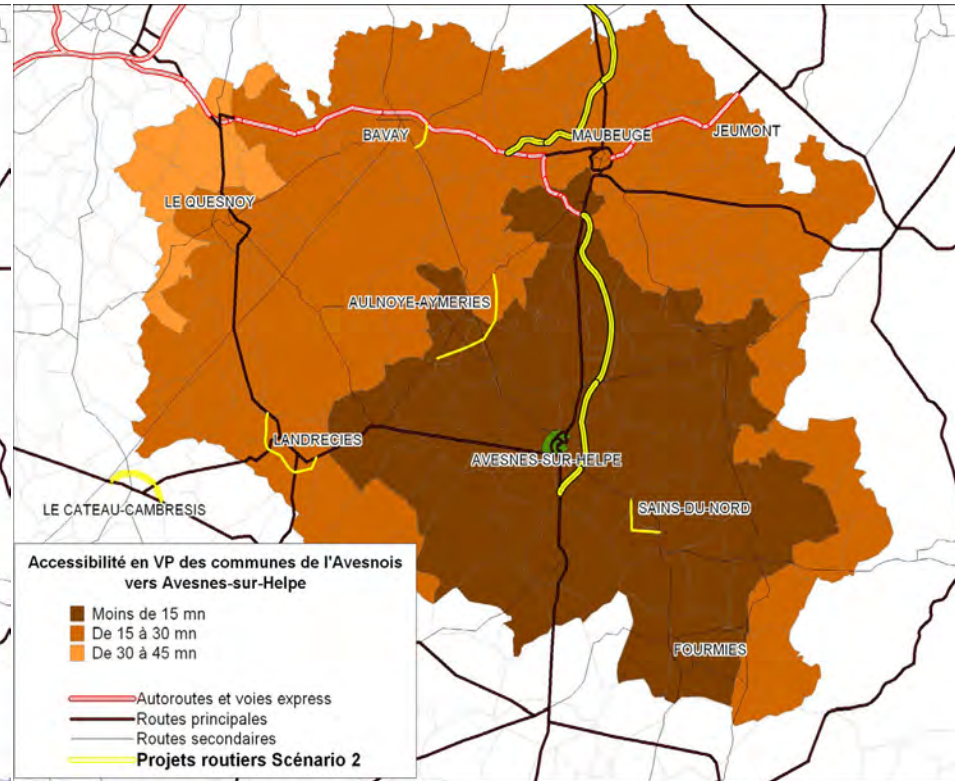 BAVAY
MAUBEUGE
JEUMONT
LE QUESNOY
AULNOYE-AYMERIES
LANDRECIES
AVESNES-SUR-HELPE
LE CATEAU-CAMBRESIS
SAINS-DU-NORD
FOURMIES
Accessibilité en VP des communes de l'Avesnois
vers Avesnes-sur-Helpe
Moins de 15 mn
De 15 à 30 mn
De 30 à 45 mn
Autoroutes et voies express
Routes principales
Routes secondaires
Projets routiers Scénario 2